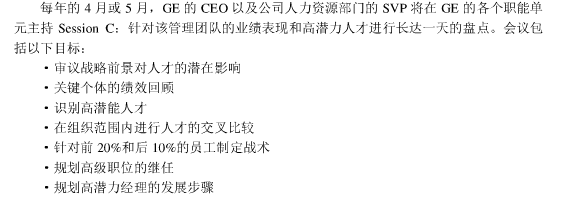 每年的 4 月或 5 月，GE 的 CEO 以及公司人力资源部门的 SVP 将在 GE 的各个职能单
元主持 Session C：针对该管理团队的业绩表现和高潜力人才进行长达一天的盘点。会议包
括以下目标：
·审议战略前景对人才的潜在影响
·关键个体的绩效回顾
·识别高潜能人才
·在组织范围内进行人才的交叉比较
·针对前 20%和后 10%的员工制定战术
·规划高级职位的继任
·规划高潜力经理的发展步骤